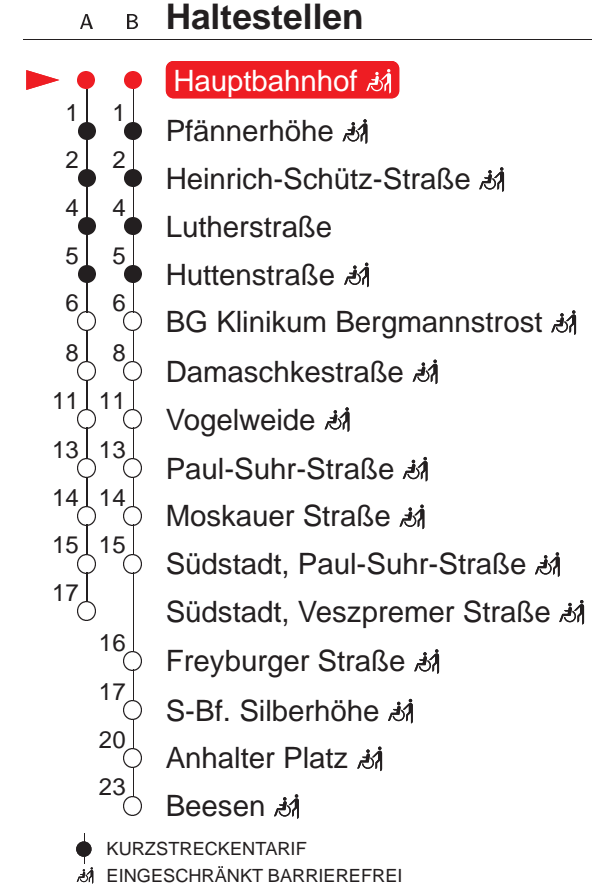 A B Haltestellen
Hauptbahnhof
1 1 Pfännerhöhe
2 2 Heinrich-Schütz-Straße
4 4 Lutherstraße
5 5 Huttenstraße
6 6 BG Klinikum Bergmannstrost
8 8 Damaschkestraße
11 11 Vogelweide
13 13 Paul-Suhr-Straße
14 14 Moskauer Straße
15 15 Südstadt, Paul-Suhr-Straße
17 Südstadt, Veszpremer Straße
16 Freyburger Straße
17 S-Bf. Silberhöhe
20 Anhalter Platz
23 Beesen
KURZSTRECKENTARIF
EINGESCHRÄNKT BARRIEREFREI